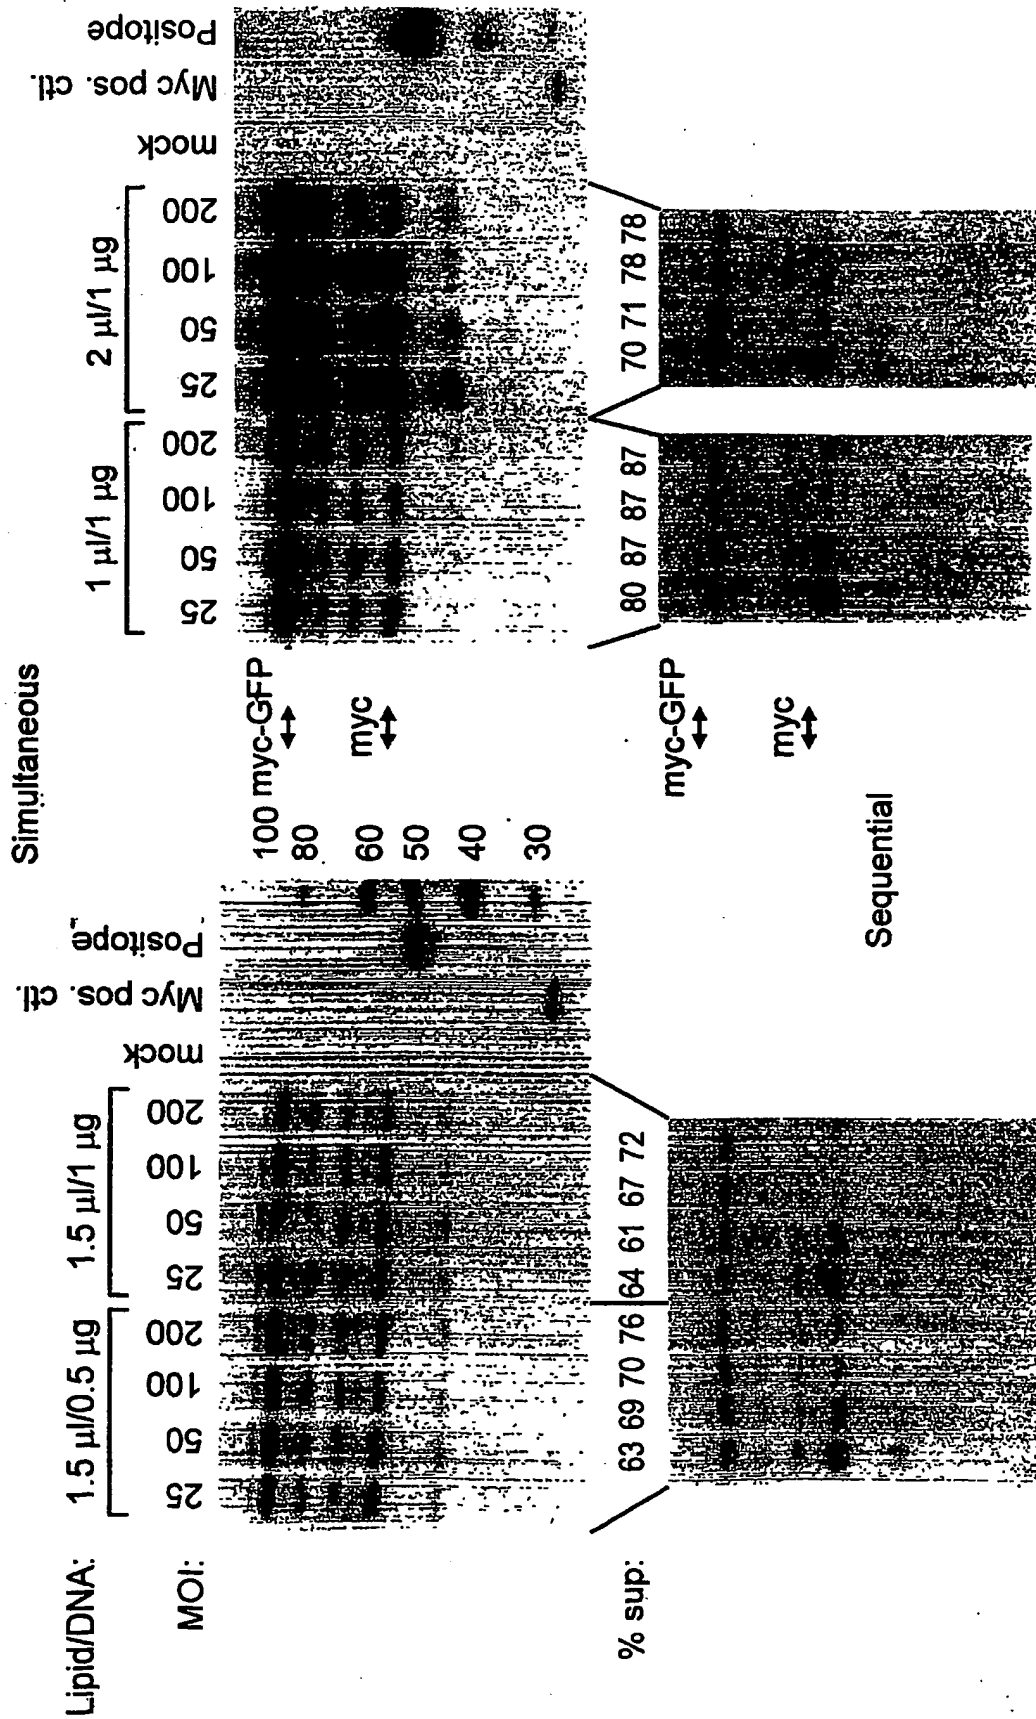 Simultaneous
Lipid/DNA: 1.5 µl/0.5 µg 1.5 µl/1 µg 1 µl/1 µg 2 µl/1 µg
MOI: 25 50 100 200 25 50 100 200 mock Myc pos. ctl. Positope 25 50 100 200 25 50 100 200 mock Myc pos. ctl. Positope
100 myc-GFP
80
60 myc
50
40
30
% sup: 63 69 70 76 64 61 67 72 80 87 87 87 70 71 78 78
myc-GFP
myc
Sequential